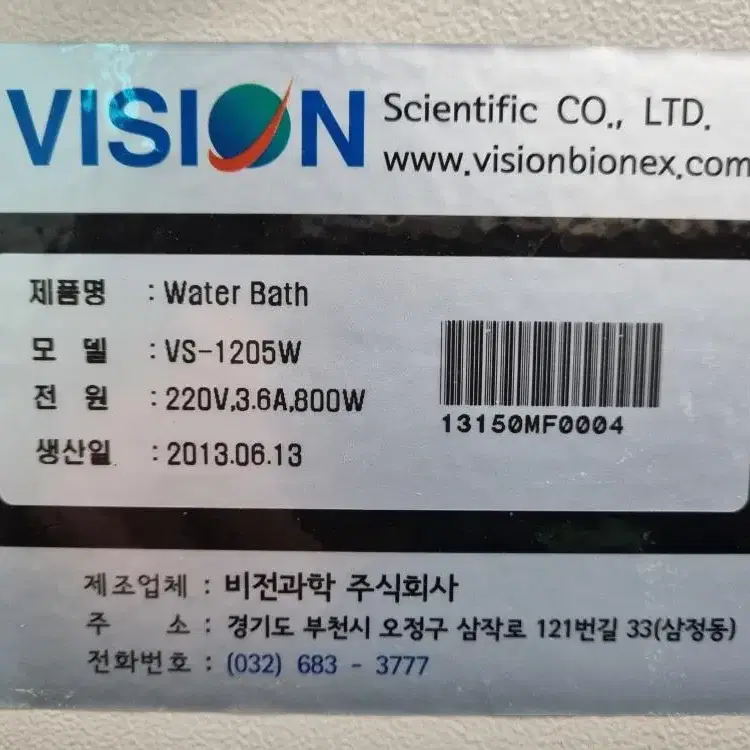 VISION Scientific CO., LTD.
www.visionbionex.com
제품명 : Water Bath
모 델 : VS-1205W
전 원 : 220V,3.6A,800W
생산일 : 2013.06.13
13150MF0004
제조업체 : 비전과학 주식회사
주 소 : 경기도 부천시 오정구 삼작로 121번길 33(삼정동)
전화번호 : (032) 683 - 3777